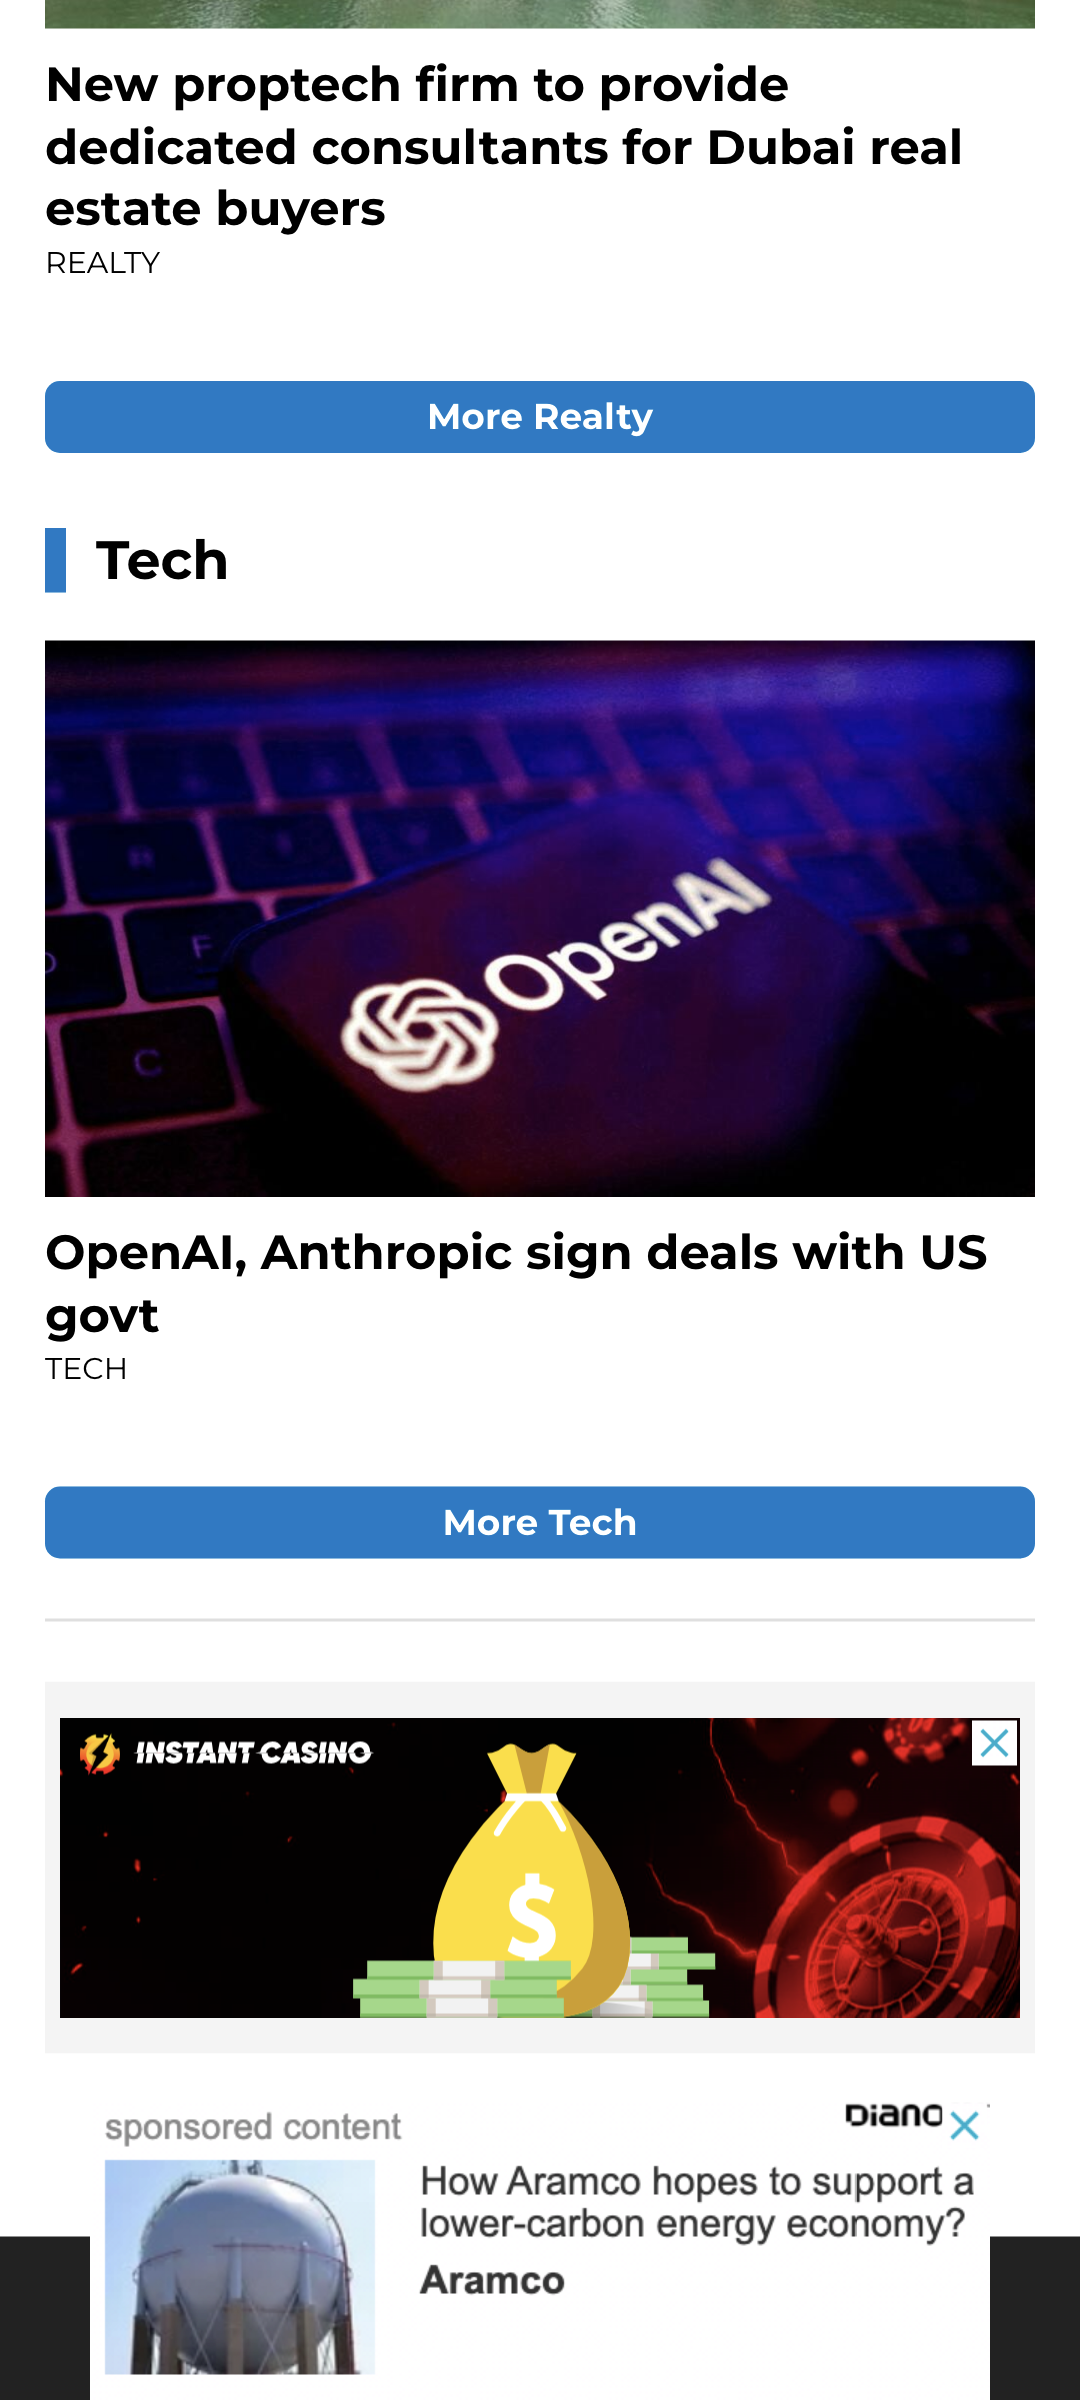 New proptech firm to provide
dedicated consultants for Dubai real
estate buyers
REALTY
More Realty
Tech
F
C
OpenAI
OpenAI, Anthropic sign deals with US
govt
TECH
More Tech
INSTANT CASINO
$
sponsored content
DIANO
How Aramco hopes to support a
lower-carbon energy economy?
Aramco